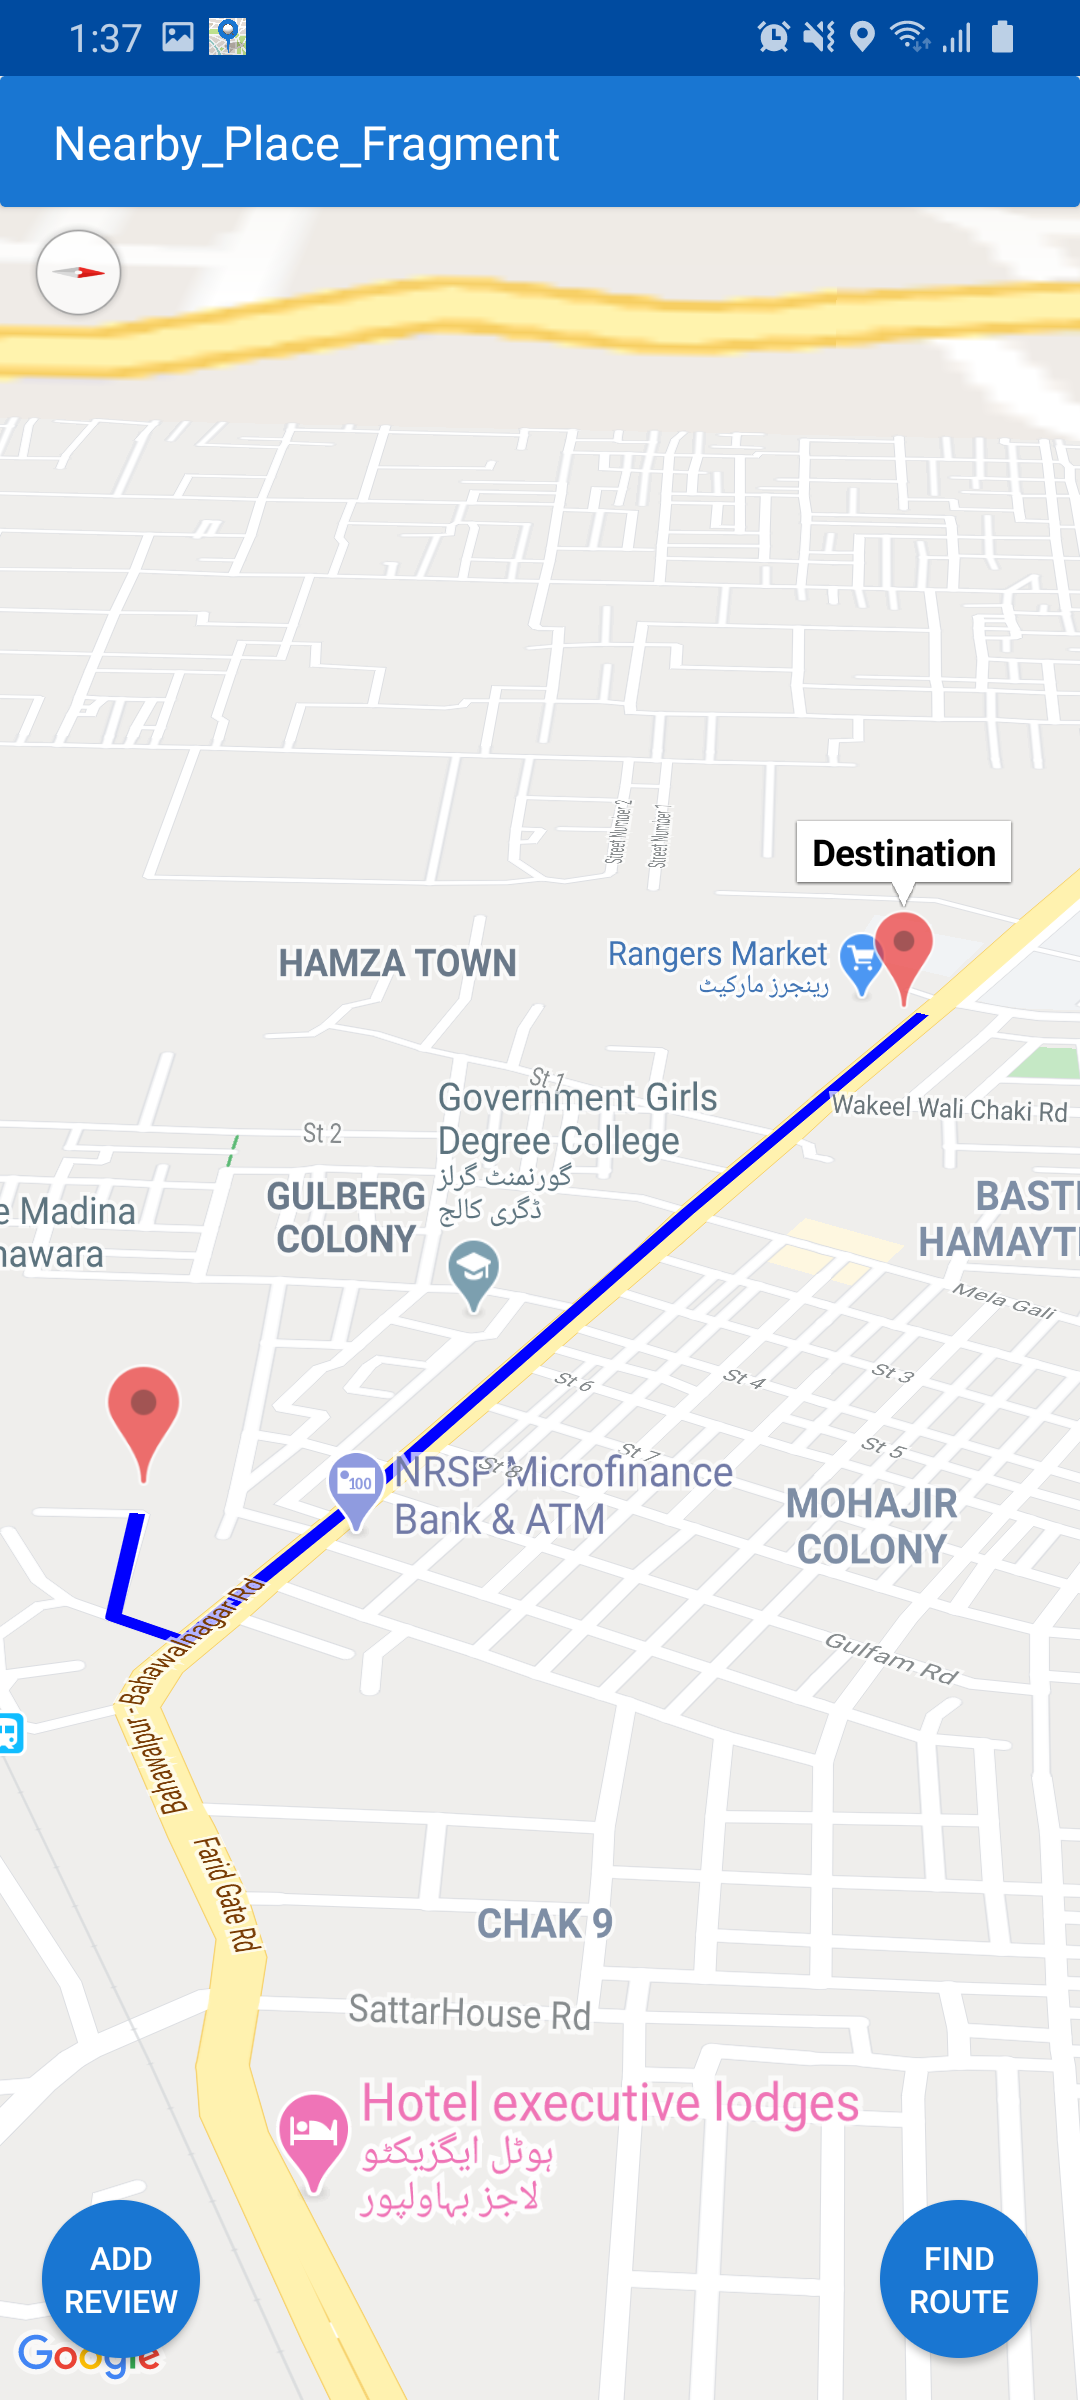 1:37
Nearby_Place_Fragment
Street Number 2
Street Number 1
Destination
HAMZA TOWN
Rangers Market
رینجرز مارکیٹ
St 1
Government Girls
Degree College
گورنمنٹ گرلز
ڈگری کالج
Wakeel Wali Chaki Rd
St 2
GULBERG
COLONY
e Madina
nawara
BASTI
HAMAYTI
Mela Gali
St 6
St 4
St 3
St 5
St 7
St 8
100
NRSP Microfinance
Bank & ATM
MOHAJIR
COLONY
Bahawalpur - Bahawalnagar Rd
Gulfam Rd
Farid Gate Rd
CHAK 9
SattarHouse Rd
Hotel executive lodges
ہوٹل ایگزیکٹو
لاجز بہاولپور
ADD
REVIEW
FIND
ROUTE
Google